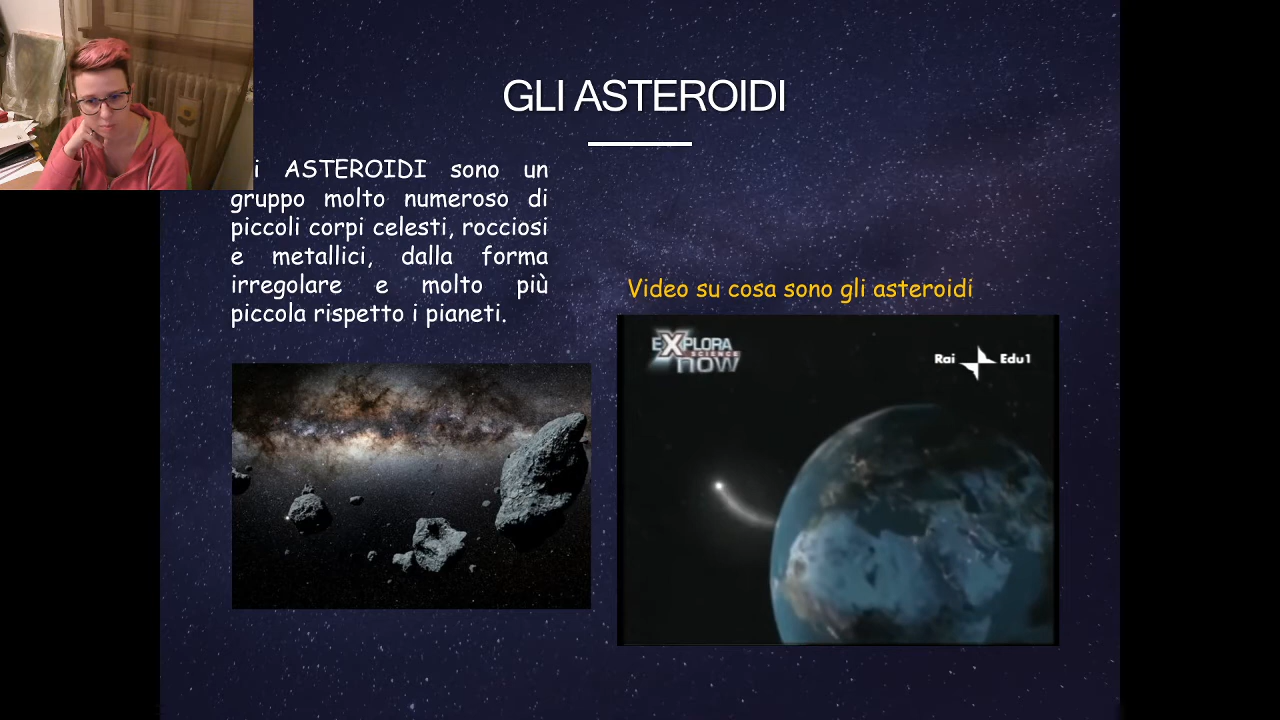 GLI ASTEROIDI
i ASTEROIDI sono un
gruppo molto numeroso di
piccoli corpi celesti, rocciosi
e metallici, dalla forma
irregolare e molto più
piccola rispetto i pianeti.
Video su cosa sono gli asteroidi
EXPLORA
SCIENCE
NOW
Rai Edu1